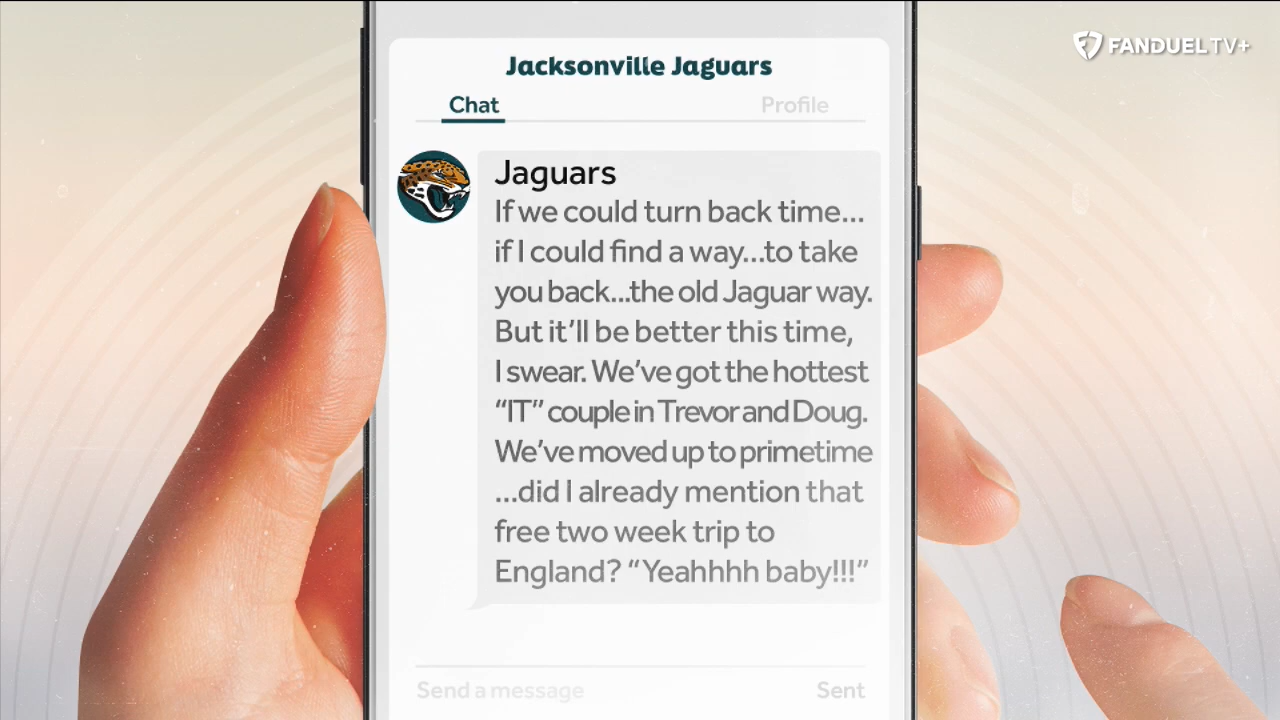 FANDUEL TV+
Jacksonville Jaguars
Chat
Profile
Jaguars
If we could turn back time...
if I could find a way...to take
you back...the old Jaguar way.
But it'll be better this time,
I swear. We've got the hottest
“IT” couple in Trevor and Doug.
We've moved up to primetime
...did I already mention that
free two week trip to
England? “Yeahhhh baby!!!”
Send a message
Sent